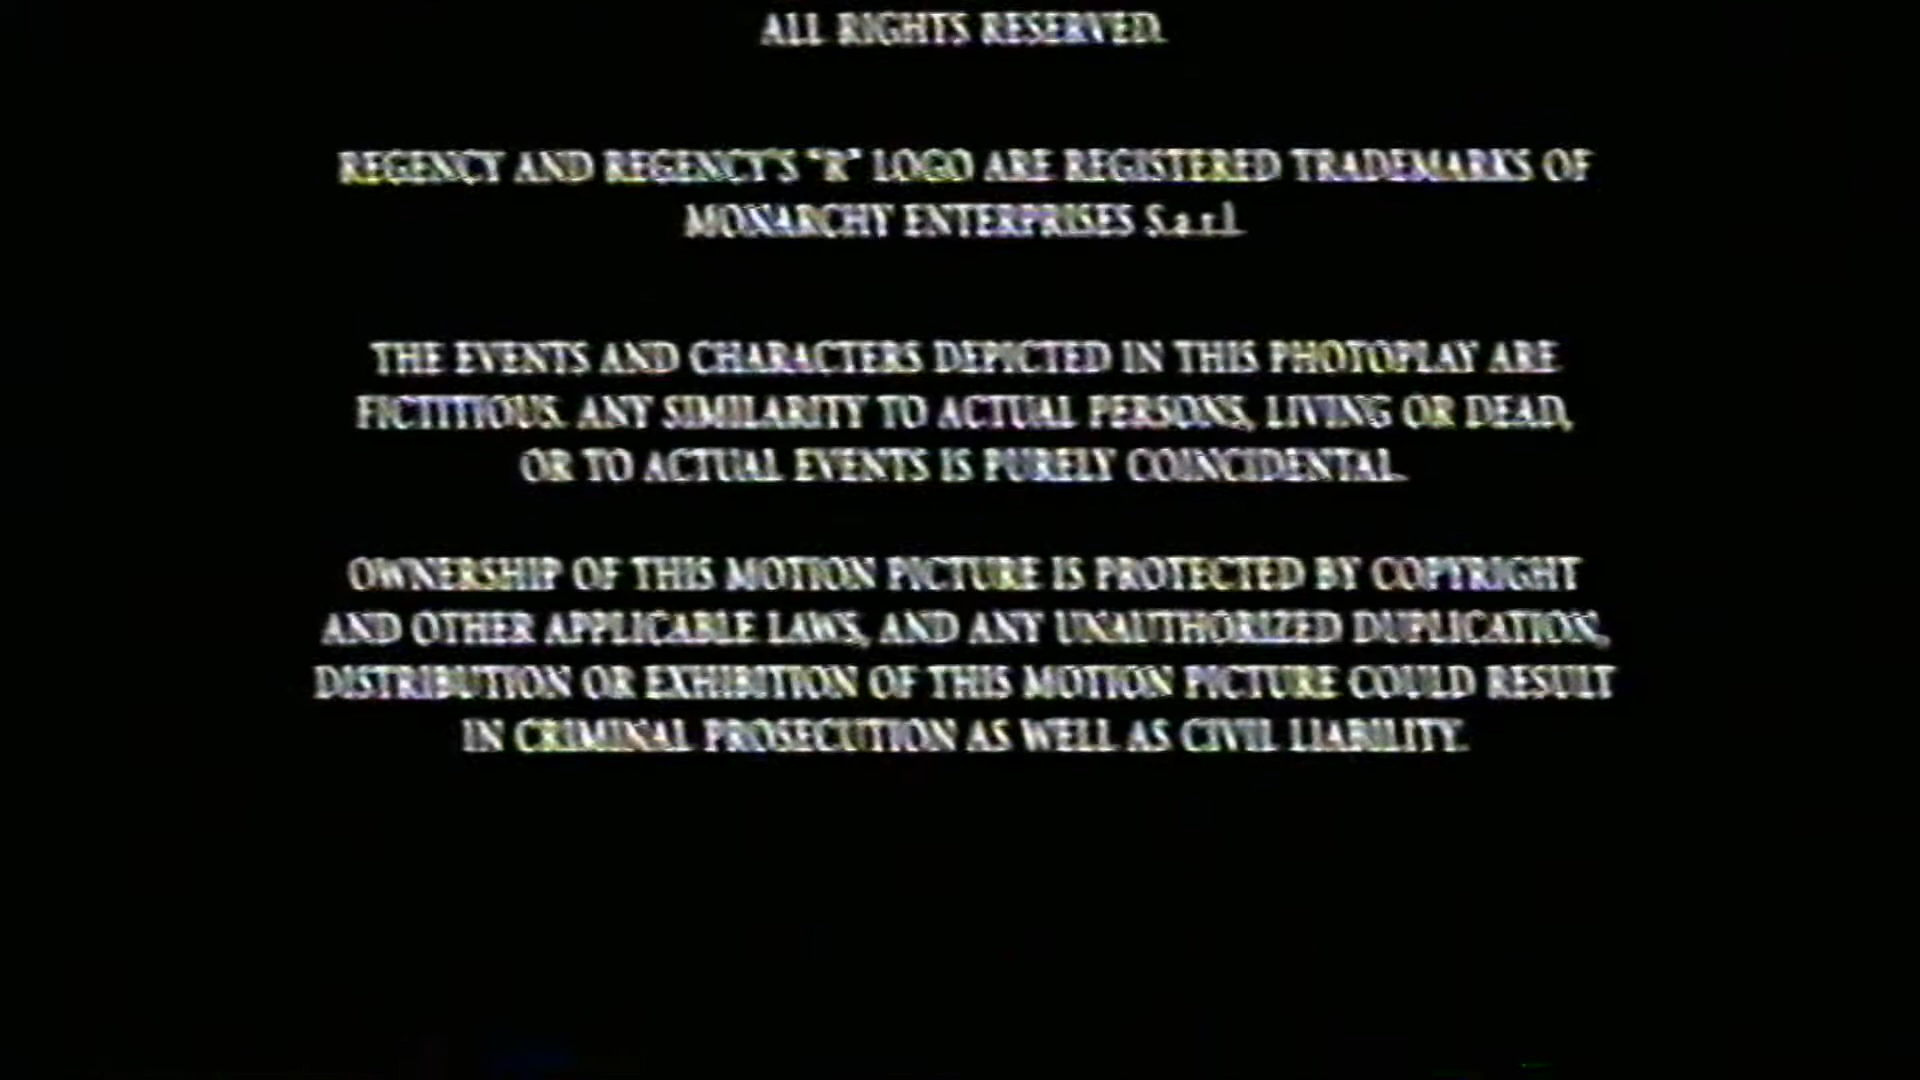 ALL RIGHTS RESERVED.
REGENCY AND REGENCY'S "R" LOGO ARE REGISTERED TRADEMARKS OF
MONARCHY ENTERPRISES S.a.r.l.
THE EVENTS AND CHARACTERS DEPICTED IN THIS PHOTOPLAY ARE
FICTITIOUS. ANY SIMILARITY TO ACTUAL PERSONS, LIVING OR DEAD,
OR TO ACTUAL EVENTS IS PURELY COINCIDENTAL.
OWNERSHIP OF THIS MOTION PICTURE IS PROTECTED BY COPYRIGHT
AND OTHER APPLICABLE LAWS, AND ANY UNAUTHORIZED DUPLICATION,
DISTRIBUTION OR EXHIBITION OF THIS MOTION PICTURE COULD RESULT
IN CRIMINAL PROSECUTION AS WELL AS CIVIL LIABILITY.